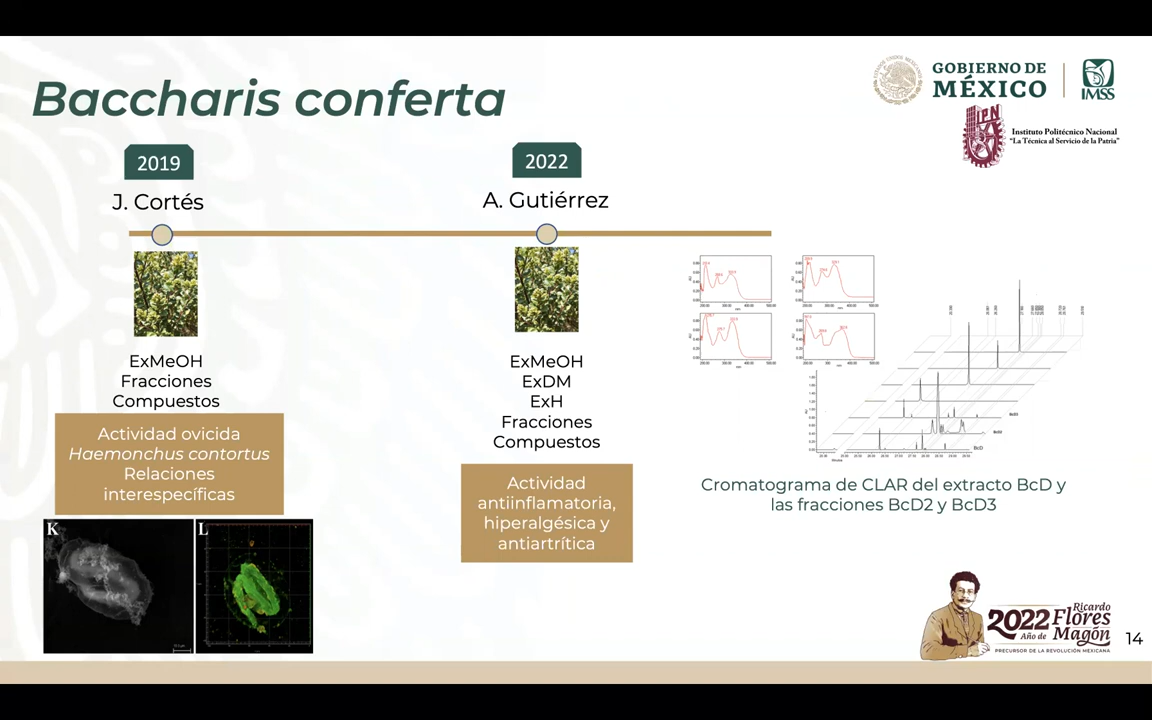 Baccharis conferta
GOBIERNO DE
MÉXICO
IMSS
IPN
Instituto Politécnico Nacional
"La Técnica al Servicio de la Patria"
2019
J. Cortés
2022
A. Gutiérrez
ExMeOH
Fracciones
Compuestos
Actividad ovicida
Haemonchus contortus
Relaciones
interespecíficas
K
L
ExMeOH
ExDM
ExH
Fracciones
Compuestos
Actividad
antiinflamatoria,
hiperalgésica y
antiartrítica
BcD
Cromatograma de CLAR del extracto BcD y
las fracciones BcD2 y BcD3
2022
Año de
Ricardo
Flores
Magón
PRECURSOR DE LA REVOLUCIÓN MEXICANA
14